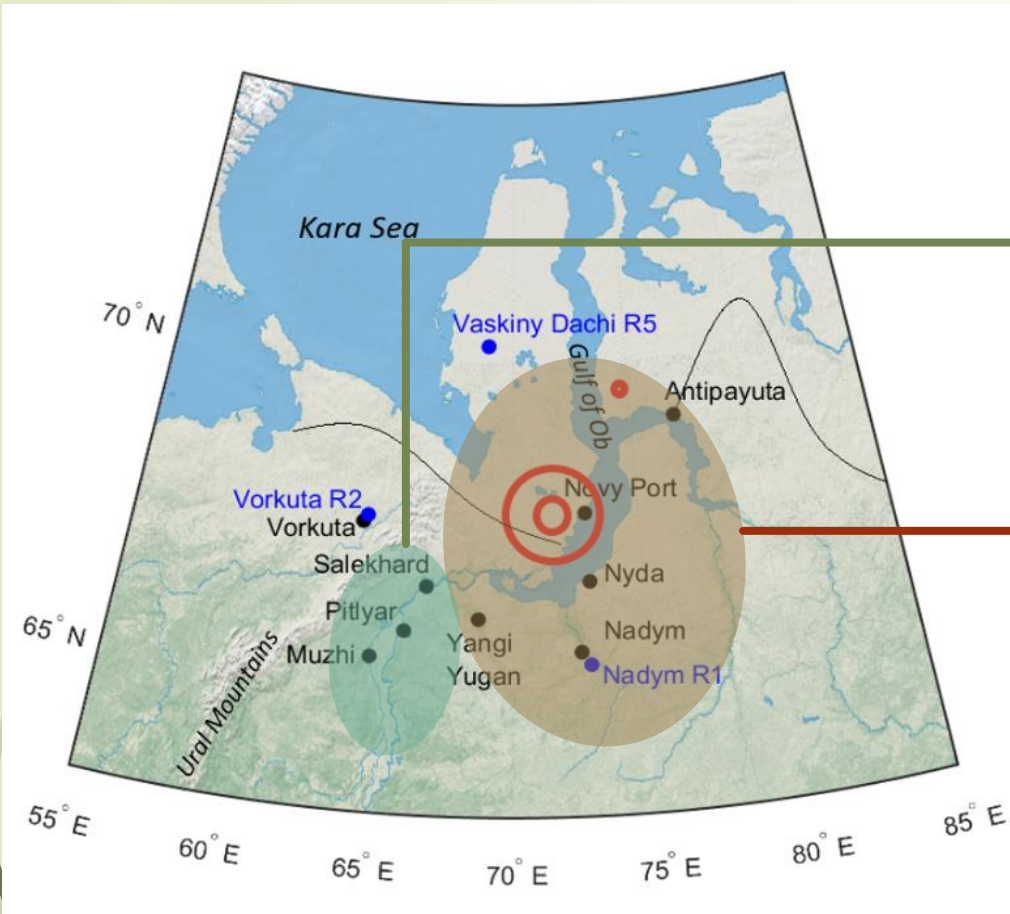 Kara Sea
70° N
Vaskiny Dachi R5
Gulf of Ob
Antipayuta
Vorkuta R2
Vorkuta
Novy Port
Salekhard
Nyda
Pitlyar
65° N
Nadym
Muzhi
Yangi
Yugan
Nadym R1
Ural Mountains
55° E
60° E
65° E
70° E
75° E
80° E
85° E